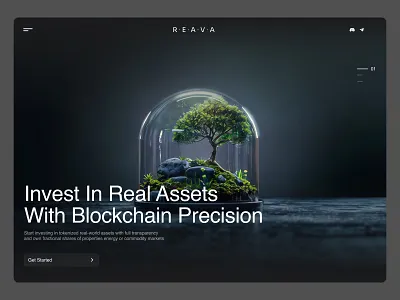 R·E·A·V·A
01
Invest In Real Assets
With Blockchain Precision
Start investing in tokenized real-world assets with full transparency
and own fractional shares of properties energy or commodity markets
Get Started